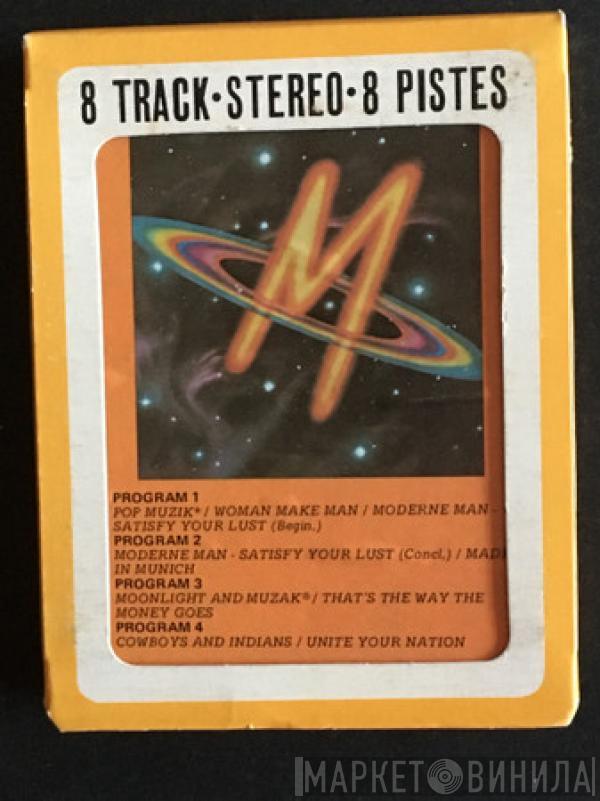 8 TRACK•STEREO•8 PISTES
M
PROGRAM 1
POP MUZIK* / WOMAN MAKE MAN / MODERNE MAN -
SATISFY YOUR LUST (Begin.)
PROGRAM 2
MODERNE MAN - SATISFY YOUR LUST (Concl.) / MAD
IN MUNICH
PROGRAM 3
MOONLIGHT AND MUZAK® / THAT'S THE WAY THE
MONEY GOES
PROGRAM 4
COWBOYS AND INDIANS / UNITE YOUR NATION
МАРКЕТ ВИНИЛА